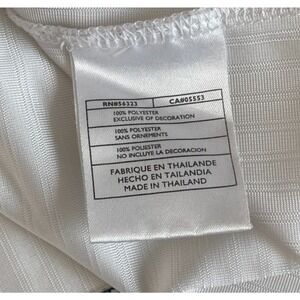 RN#56323 CA#05553
100% POLYESTER
EXCLUSIVE OF DECORATION
100% POLYESTER
SANS ORNEMENTS
100% POLIESTER
NO INCLUYE LA DECORACION
FABRIQUE EN THAILANDE
HECHO EN TAILANDIA
MADE IN THAILAND